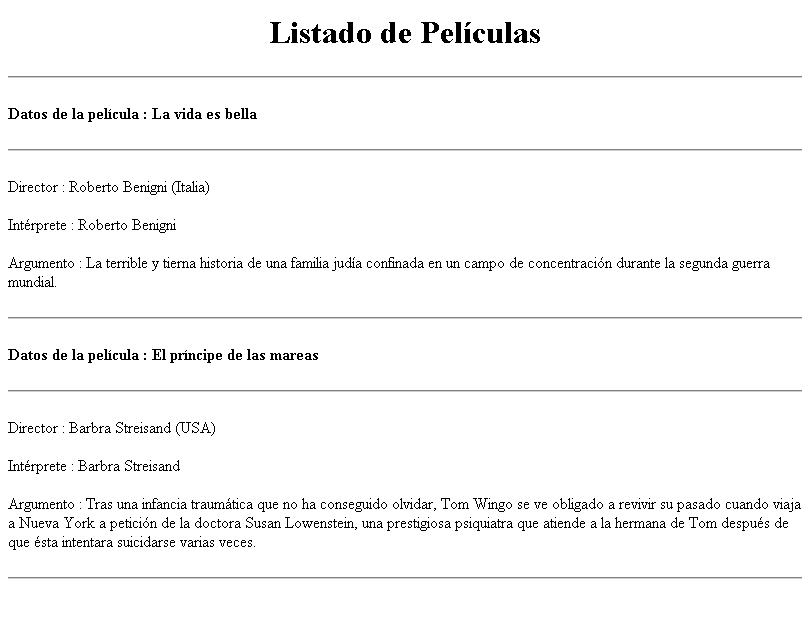 Listado de Películas
Datos de la película : La vida es bella
Director : Roberto Benigni (Italia)
Intérprete : Roberto Benigni
Argumento : La terrible y tierna historia de una familia judía confinada en un campo de concentración durante la segunda guerra
mundial.
Datos de la película : El príncipe de las mareas
Director : Barbra Streisand (USA)
Intérprete : Barbra Streisand
Argumento : Tras una infancia traumática que no ha conseguido olvidar, Tom Wingo se ve obligado a revivir su pasado cuando viaja
a Nueva York a petición de la doctora Susan Lowenstein, una prestigiosa psiquiatra que atiende a la hermana de Tom después de
que ésta intentara suicidarse varias veces.